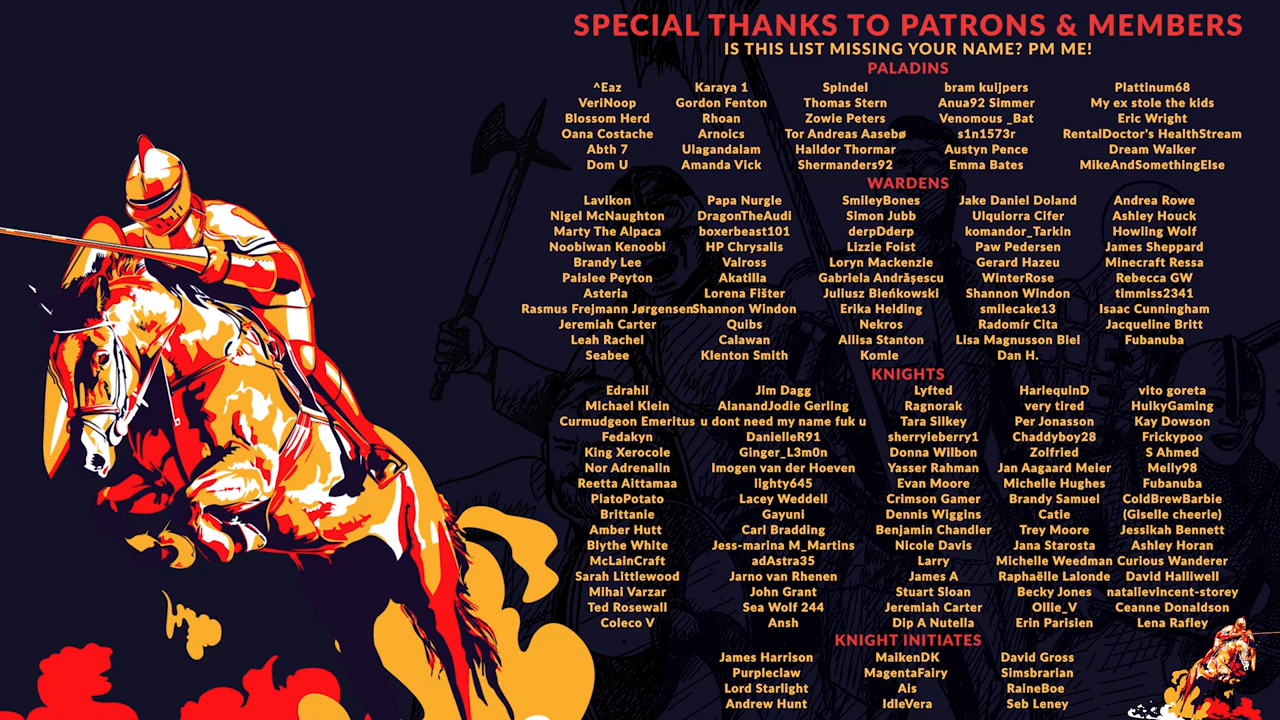 SPECIAL THANKS TO PATRONS & MEMBERS
IS THIS LIST MISSING YOUR NAME? PM ME!
PALADINS
^Eaz Karaya 1 Spindel bram kuijpers Plattinum68
VeriNoop Gordon Fenton Thomas Stern Anua92 Simmer My ex stole the kids
Blossom Herd Rhoan Zowie Peters Venomous _Bat Eric Wright
Oana Costache Arnoics Tor Andreas Aasebø s1n1573r RentalDoctor's HealthStream
Abth 7 Ulagandalam Halldor Thormar Austyn Pence Dream Walker
Dom U Amanda Vick Shermanders92 Emma Bates MikeAndSomethingElse
WARDENS
Lavikon Papa Nurgle SmileyBones Jake Daniel Doland Andrea Rowe
Nigel McNaughton DragonTheAudi Simon Jubb Ulquiorra Cifer Ashley Houck
Marty The Alpaca boxerbeast101 derpDderp komandor_Tarkin Howling Wolf
Noobiwan Kenoobi HP Chrysalis Lizzie Foist Paw Pedersen James Sheppard
Brandy Lee Valross Loryn Mackenzie Gerard Hazeu Minecraft Ressa
Paislee Peyton Akatilla Gabriela Andrășescu WinterRose Rebecca GW
Asteria Lorena Fišter Juliusz Bieńkowski Shannon Windon timmiss2341
Rasmus Frejmann Jørgensen Shannon Windon Erika Heiding smilecake13 Isaac Cunningham
Jeremiah Carter Quibs Nekros Radomír Cita Jacqueline Britt
Leah Rachel Calawan Allisa Stanton Lisa Magnusson Biel Fubanuba
Seabee Klenton Smith Komie Dan H.
KNIGHTS
Edrahil Jim Dagg Lyfted HarlequinD vito goreta
Michael Klein AlanandJodie Gerling Ragnorak very tired HulkyGaming
Curmudgeon Emeritus u dont need my name fuk u Tara Silkey Per Jonasson Kay Dowson
Fedakyn DanielleR91 sherryleberry1 Chaddyboy28 Frickypoo
King Xerocole Ginger_L3m0n Donna Wilbon Zolfried S Ahmed
Nor Adrenalin Imogen van der Hoeven Yasser Rahman Jan Aagaard Meier Meily98
Reetta Aittamaa lighty645 Evan Moore Michelle Hughes Fubanuba
PlatoPotato Lacey Weddell Crimson Gamer Brandy Samuel ColdBrewBarbie
Brittanie Gayuni Dennis Wiggins Catie (Giselle cheerie)
Amber Hutt Carl Bradding Benjamin Chandler Trey Moore Jessikah Bennett
Blythe White Jess-marina M_Martins Nicole Davis Jana Starosta Ashley Horan
McLainCraft adAstra35 Larry Michelle Weedman Curious Wanderer
Sarah Littlewood Jarno van Rhenen James A Raphaëlle Lalonde David Halliwell
Mihai Varzar John Grant Stuart Sloan Becky Jones natalievincent-storey
Ted Rosewall Sea Wolf 244 Jeremiah Carter Ollie_V Ceanne Donaldson
Coleco V Ansh Dip A Nutella Erin Parisien Lena Rafley
KNIGHT INITIATES
James Harrison MaikenDK David Gross
Purpleclaw MagentaFairy Simsbrarian
Lord Starlight Ais RaineBoe
Andrew Hunt IdleVera Seb Leney